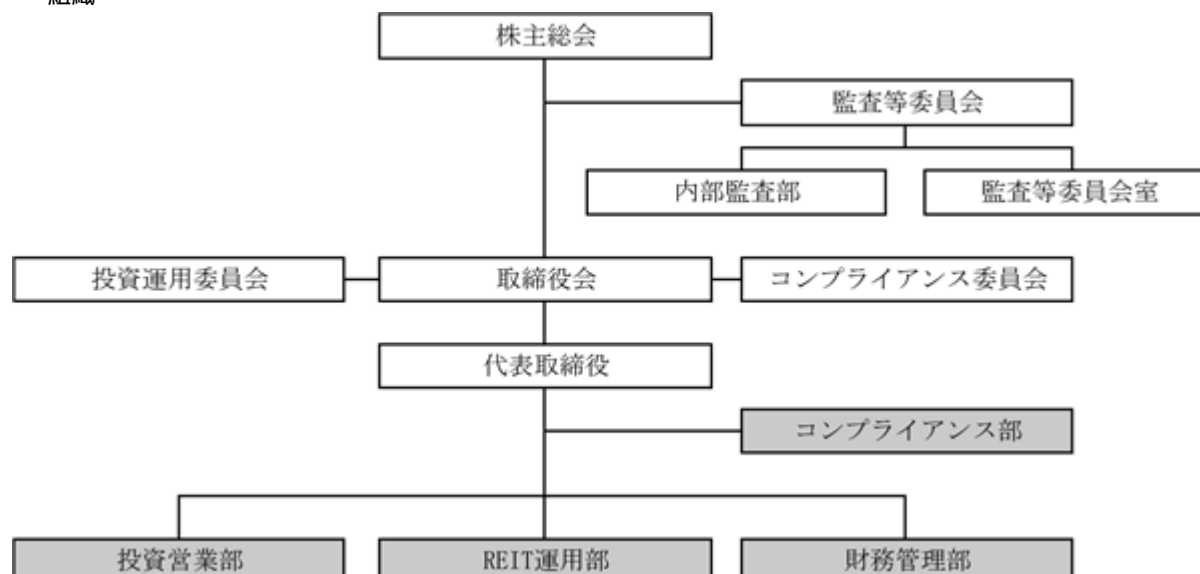 組織
株主総会
監査等委員会
内部監査部
監査等委員会室
投資運用委員会
取締役会
コンプライアンス委員会
代表取締役
コンプライアンス部
投資営業部
REIT運用部
財務管理部